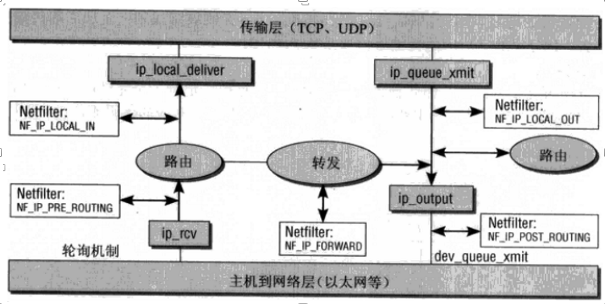 传输层（TCP、UDP）
ip_local_deliver
ip_queue_xmit
Netfilter:
NF_IP_LOCAL_IN
Netfilter:
NF_IP_LOCAL_OUT
路由
转发
路由
Netfilter:
NF_IP_PRE_ROUTING
ip_rcv
Netfilter:
NF_IP_FORWARD
ip_output
Netfilter:
NF_IP_POST_ROUTING
轮询机制
dev_queue_xmit
主机到网络层（以太网等）